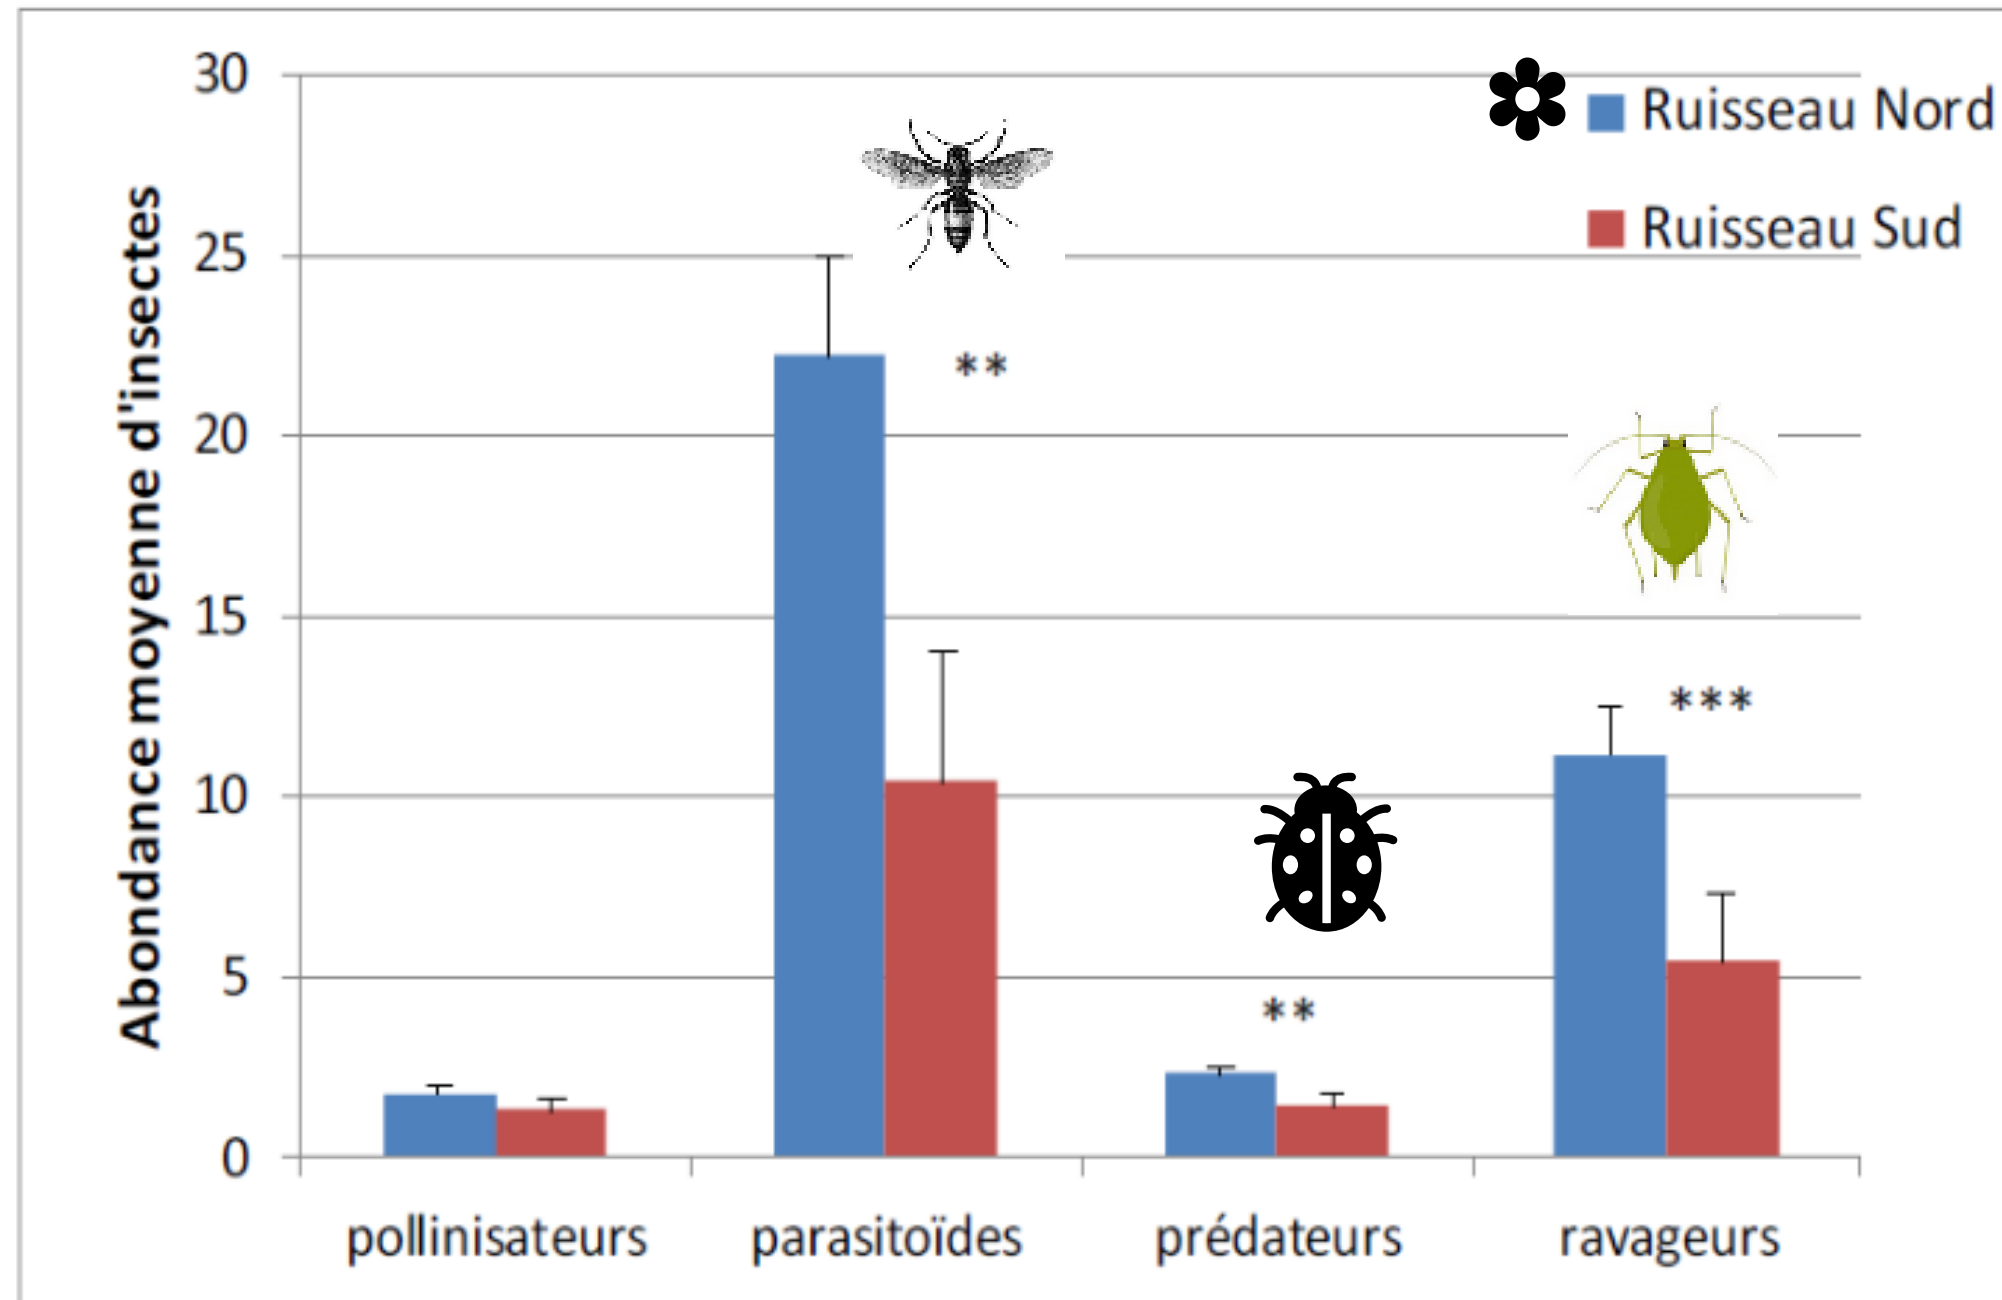 Abondance moyenne d'insectes
30
25
20
15
10
5
0
Ruisseau Nord
Ruisseau Sud
**
***
**
pollinisateurs
parasitoïdes
prédateurs
ravageurs